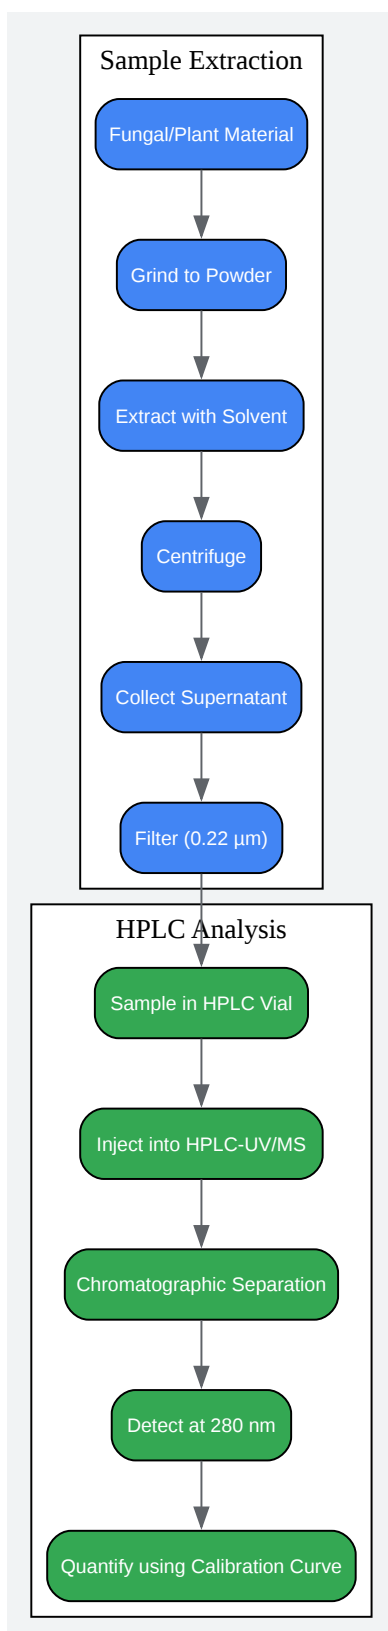 Sample Extraction
Fungal/Plant Material
Grind to Powder
Extract with Solvent
Centrifuge
Collect Supernatant
Filter (0.22 µm)
HPLC Analysis
Sample in HPLC Vial
Inject into HPLC-UV/MS
Chromatographic Separation
Detect at 280 nm
Quantify using Calibration Curve